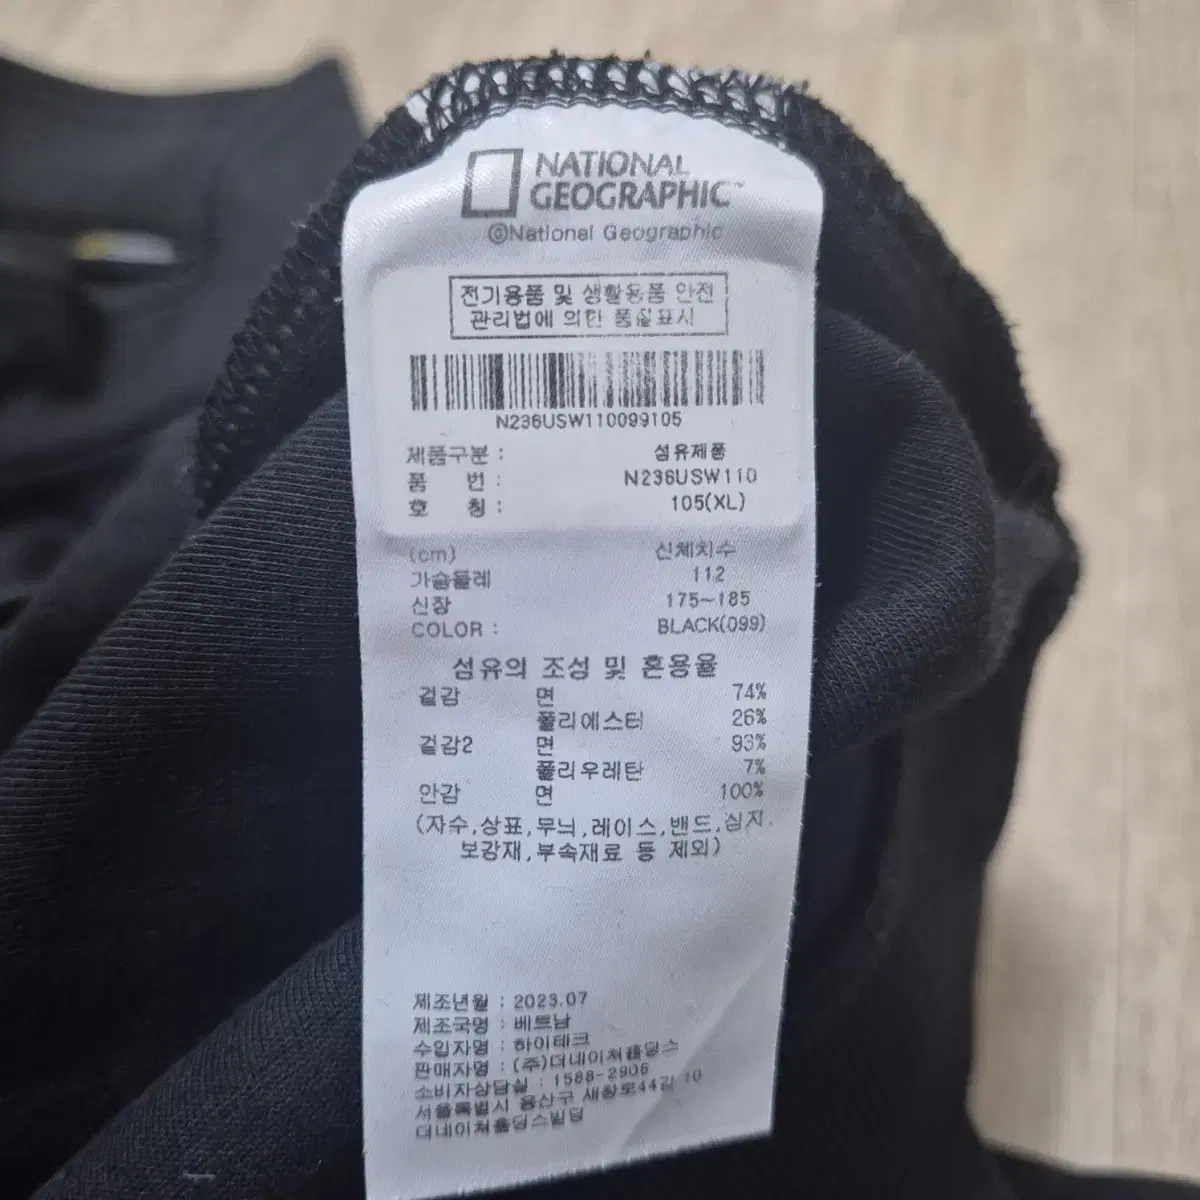 NATIONAL
GEOGRAPHIC™
©National Geographic
전기용품 및 생활용품 안전
관리법에 의한 품질표시
N236USW110099105
제품구분 : 섬유제품
품 번 : N236USW110
호 칭 : 105(XL)
(cm) 신체치수
가슴둘레 112
신장 175~185
COLOR : BLACK(099)
섬유의 조성 및 혼용율
겉감 면 74%
폴리에스터 26%
겉감2 면 93%
폴리우레탄 7%
안감 면 100%
(자수,상표,무늬,레이스,밴드,심지,
보강재,부속재료 등 제외)
제조년월 : 2023.07
제조국명 : 베트남
수입자명 : 하이테크
판매자명 : (주)더네이쳐홀딩스
소비자상담실 : 1588-2906
서울특별시 용산구 새창로44길 10
더네이쳐홀딩스빌딩